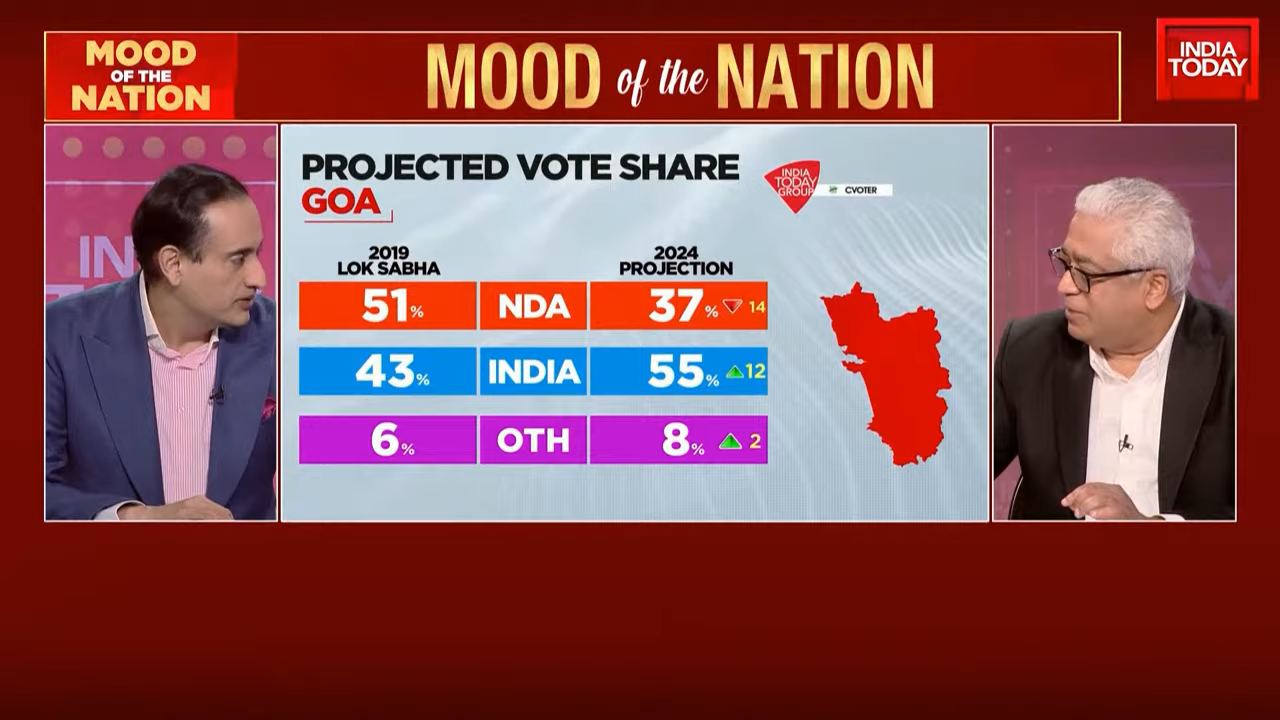 MOOD
OF THE
NATION
MOOD of the NATION
INDIA
TODAY
IN
PROJECTED VOTE SHARE
GOA
INDIA
TODAY
GROUP
CVOTER
2019
LOK SABHA
2024
PROJECTION
51% NDA 37% 14
43% INDIA 55% 12
6% OTH 8% 2